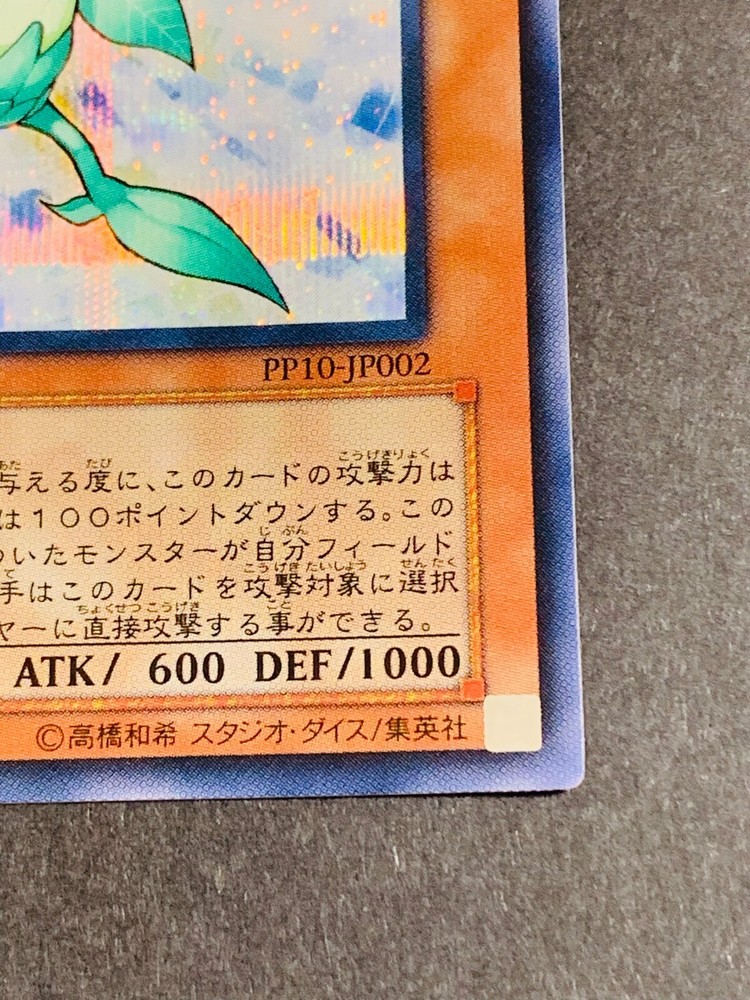 PP10-JP002
与える度に、このカードの攻撃力は
は100ポイントダウンする。この
ついたモンスターが自分フィールド
手はこのカードを攻撃対象に選択
ヤーに直接攻撃する事ができる。
ATK/ 600 DEF/1000
©高橋和希 スタジオ・ダイス/集英社